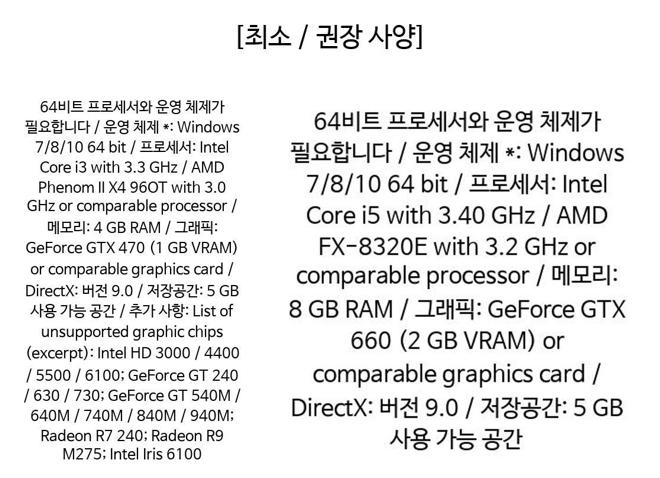 [최소 / 권장 사양]
64비트 프로세서와 운영 체제가
필요합니다 / 운영 체제 *: Windows
7/8/10 64 bit / 프로세서: Intel
Core i3 with 3.3 GHz / AMD
Phenom II X4 96OT with 3.0
GHz or comparable processor /
메모리: 4 GB RAM / 그래픽:
GeForce GTX 470 (1 GB VRAM)
or comparable graphics card /
DirectX: 버전 9.0 / 저장공간: 5 GB
사용 가능 공간 / 추가 사항: List of
unsupported graphic chips
(excerpt): Intel HD 3000 / 4400
/ 5500 / 6100; GeForce GT 240
/ 630 / 730; GeForce GT 540M /
640M / 740M / 840M / 940M;
Radeon R7 240; Radeon R9
M275; Intel Iris 6100
64비트 프로세서와 운영 체제가
필요합니다 / 운영 체제 *: Windows
7/8/10 64 bit / 프로세서: Intel
Core i5 with 3.40 GHz / AMD
FX-8320E with 3.2 GHz or
comparable processor / 메모리:
8 GB RAM / 그래픽: GeForce GTX
660 (2 GB VRAM) or
comparable graphics card /
DirectX: 버전 9.0 / 저장공간: 5 GB
사용 가능 공간